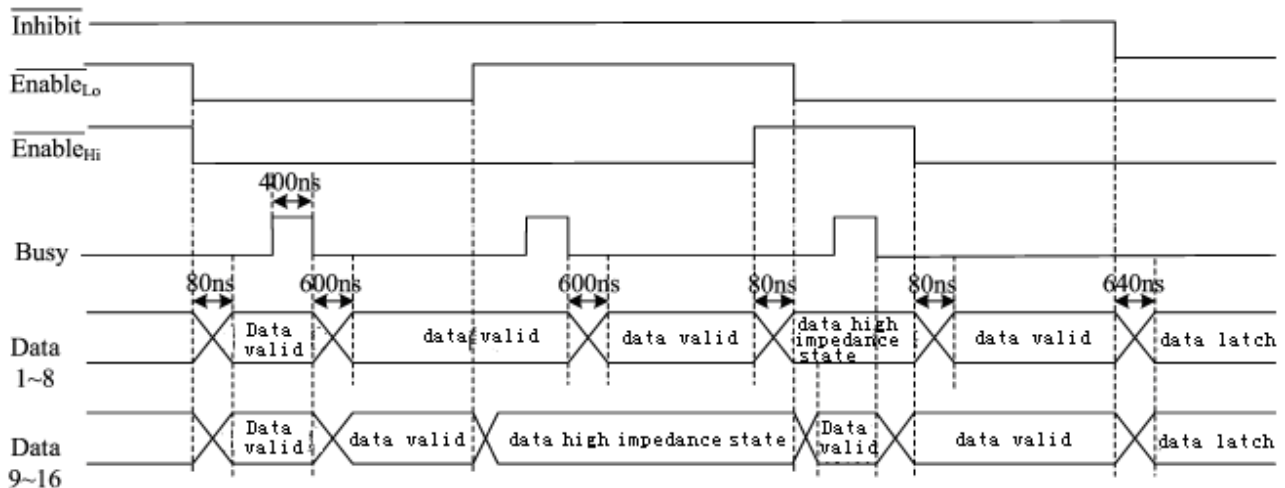 Inhibit
Enable_Lo
Enable_Hi
400ns
Busy
80ns 600ns 600ns 80ns 80ns 640ns
Data
1~8
Data
valid
data valid
data valid
data high
impedance
state
data valid
data latch
Data
9~16
Data
valid
data valid
data high impedance state
Data
valid
data valid
data latch